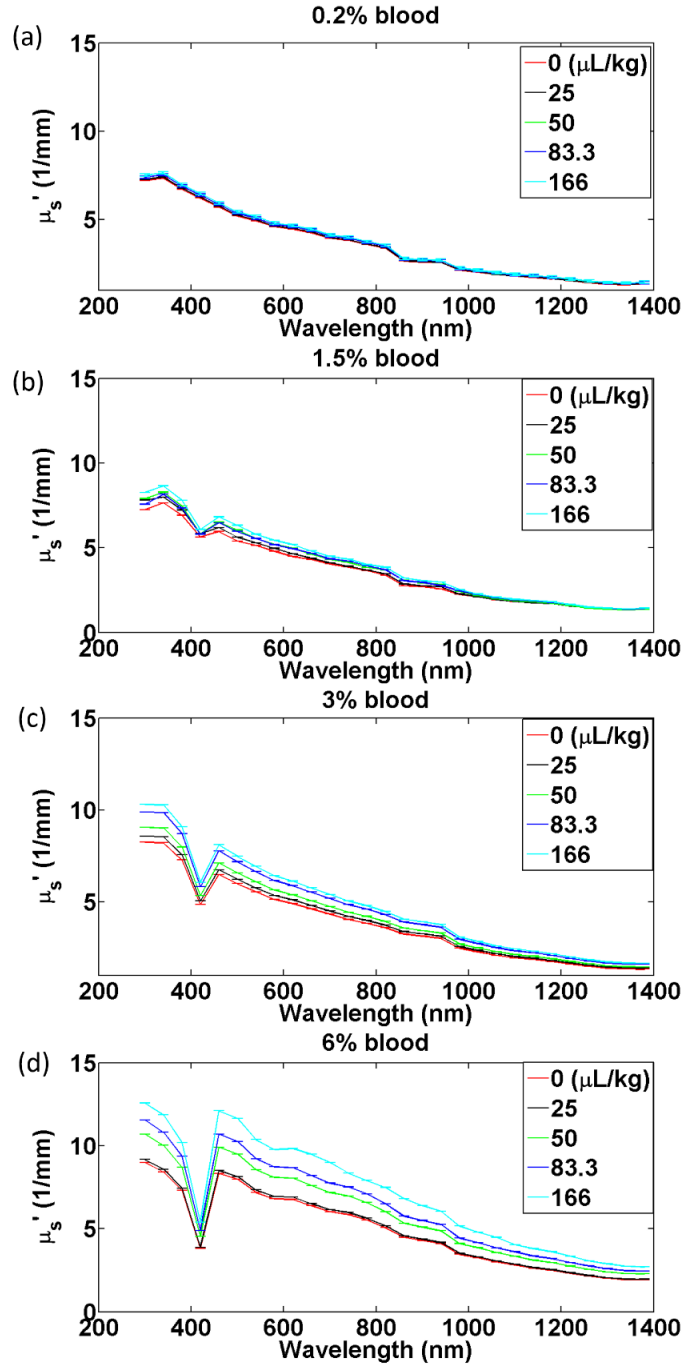 0.2% blood
(a)
15
10
5
μs' (1/mm)
0 (μL/kg)
25
50
83.3
166
200 400 600 800 1000 1200 1400
Wavelength (nm)
1.5% blood
(b)
15
10
5
0
μs' (1/mm)
0 (μL/kg)
25
50
83.3
166
200 400 600 800 1000 1200 1400
Wavelength (nm)
3% blood
(c)
15
10
5
μs' (1/mm)
0 (μL/kg)
25
50
83.3
166
200 400 600 800 1000 1200 1400
Wavelength (nm)
6% blood
(d)
15
10
5
0
μs' (1/mm)
0 (μL/kg)
25
50
83.3
166
200 400 600 800 1000 1200 1400
Wavelength (nm)